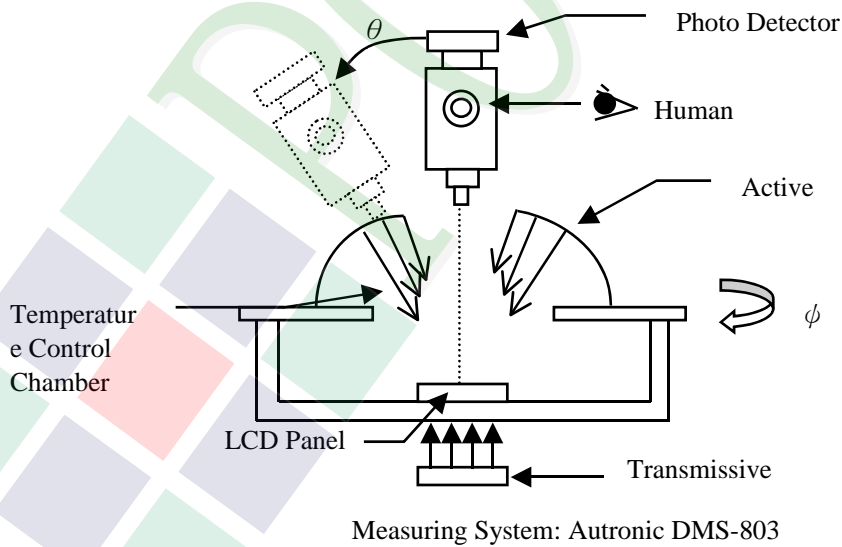 Photo Detector
θ
Human
Active
Temperatur
e Control
Chamber
ϕ
LCD Panel
Transmissive
Measuring System: Autronic DMS-803